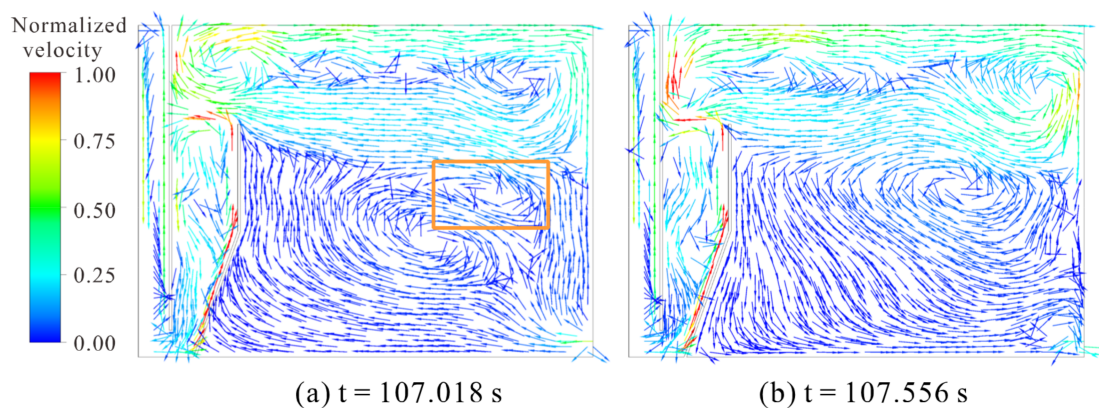 Normalized
velocity
1.00
0.75
0.50
0.25
0.00
(a) t = 107.018 s
(b) t = 107.556 s